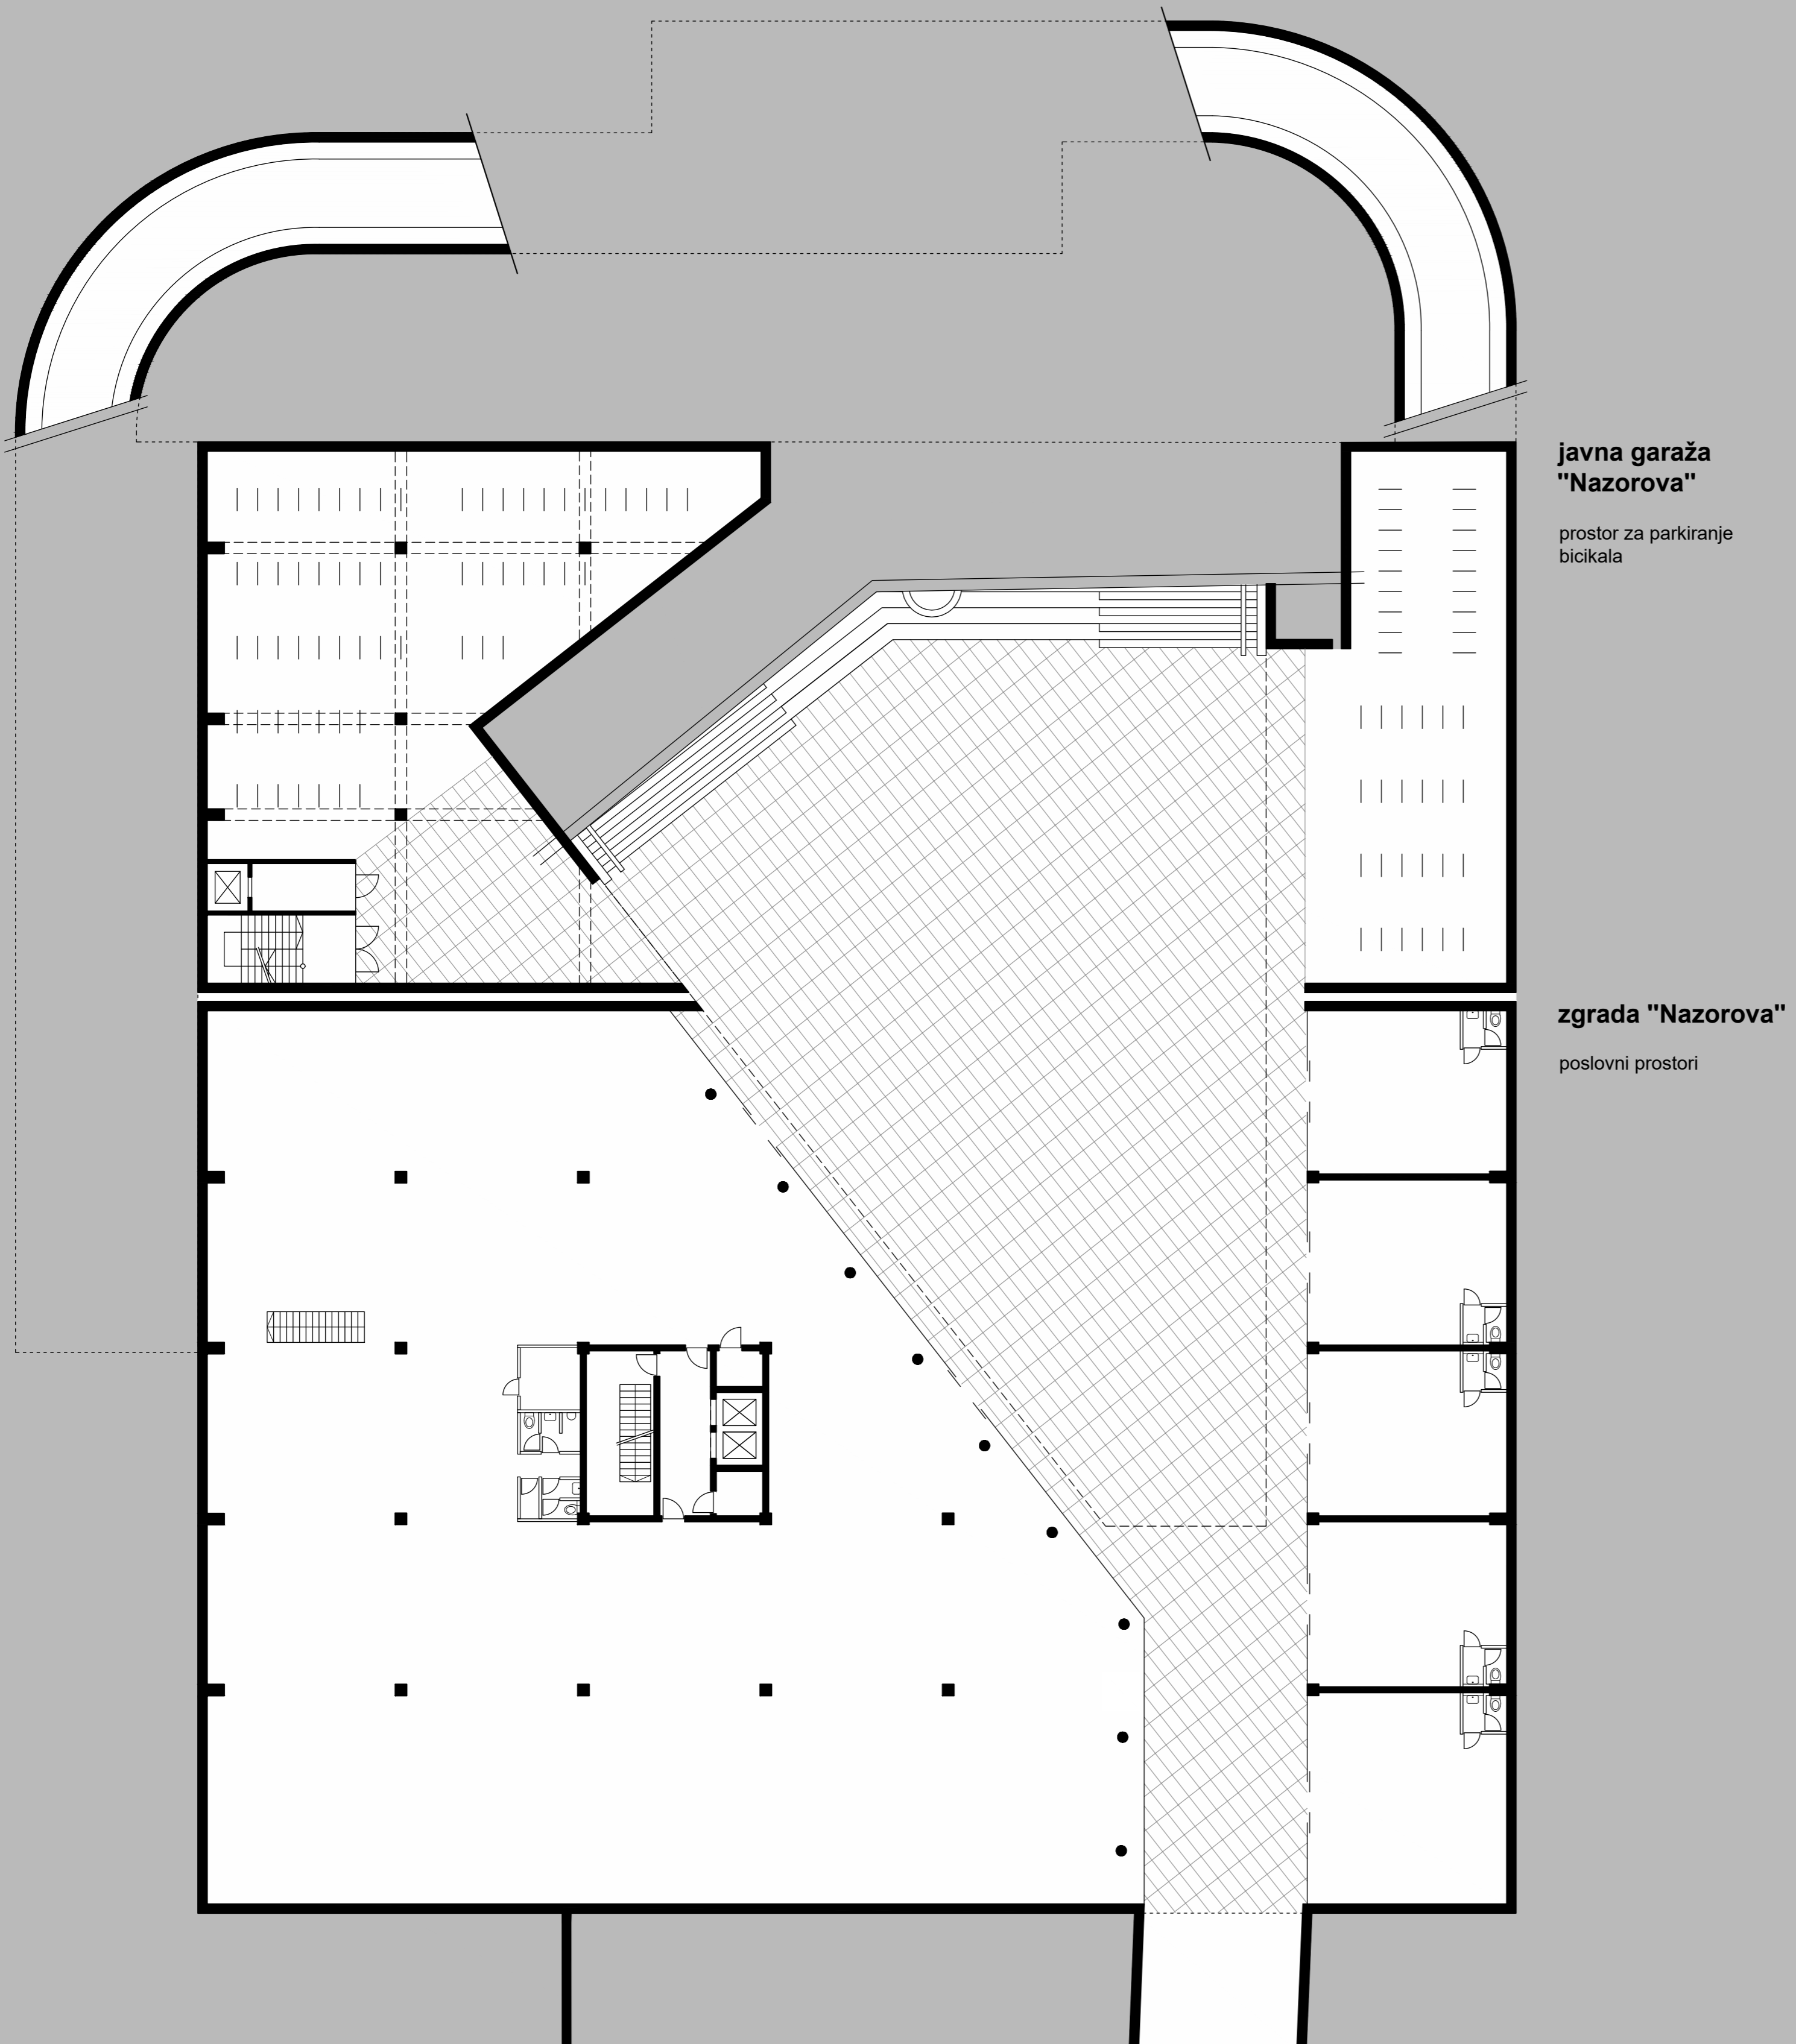 javna garaža
"Nazorova"
prostor za parkiranje
bicikala
zgrada "Nazorova"
poslovni prostori